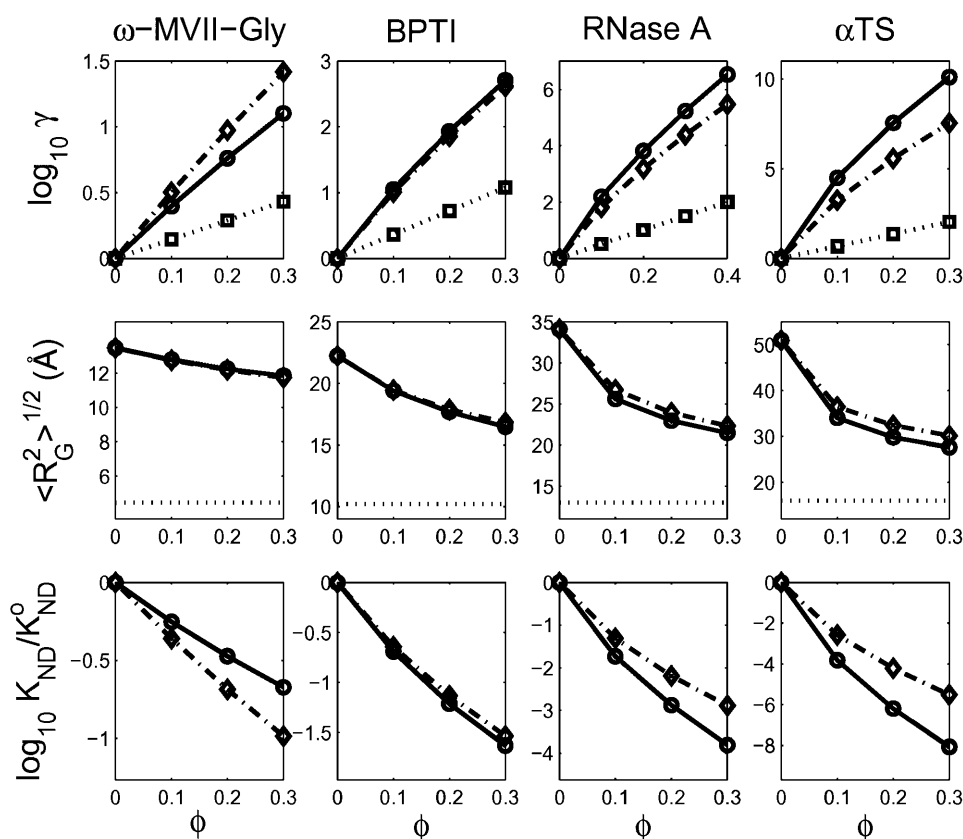 ω−MVII−Gly BPTI RNase A αTS
log10 γ
1.5 1 0.5 0
0 0.1 0.2 0.3
3 2 1 0
0 0.1 0.2 0.3
6 4 2 0
0 0.2 0.4
10 5 0
0 0.1 0.2 0.3
<R²G>1/2 (Å)
12 10 8 6
0 0.1 0.2 0.3
25 20 15 10
0 0.1 0.2 0.3
35 30 25 20 15
0 0.1 0.2 0.3
50 40 30 20
0 0.1 0.2 0.3
log10 KND/KoND
0 −0.5 −1
0 0.1 0.2 0.3
0 −0.5 −1.0 −1.5
0 0.1 0.2 0.3
0 −1 −2 −3 −4
0 0.1 0.2 0.3
0 −2 −4 −6 −8
0 0.1 0.2 0.3
ϕ ϕ ϕ ϕ